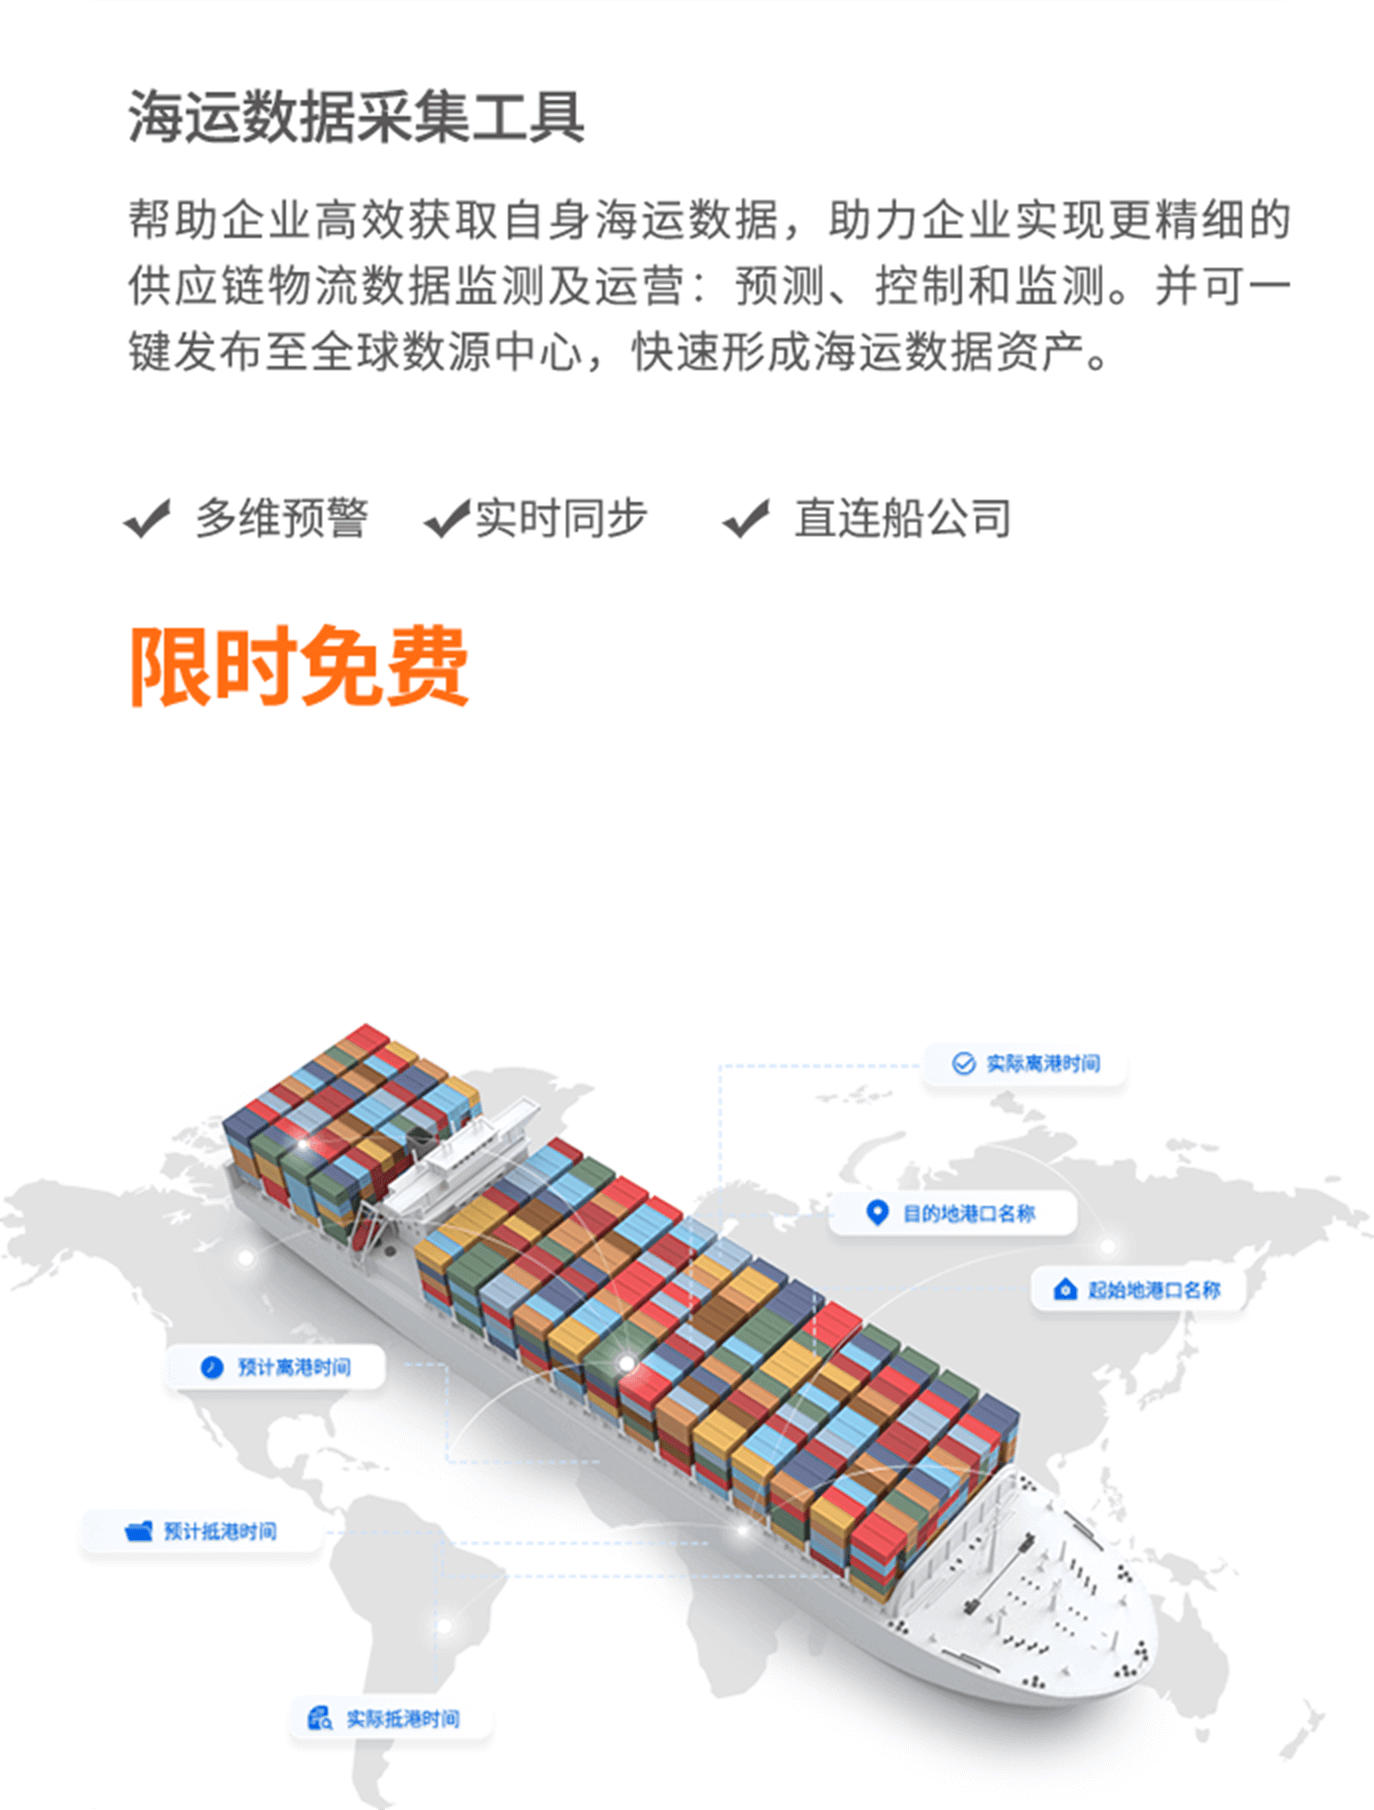 海运数据采集工具
帮助企业高效获取自身海运数据，助力企业实现更精细的
供应链物流数据监测及运营：预测、控制和监测。并可一
键发布至全球数源中心，快速形成海运数据资产。
多维预警 实时同步 直连船公司
限时免费
实际离港时间
目的地港口名称
起始地港口名称
预计离港时间
预计抵港时间
实际抵港时间